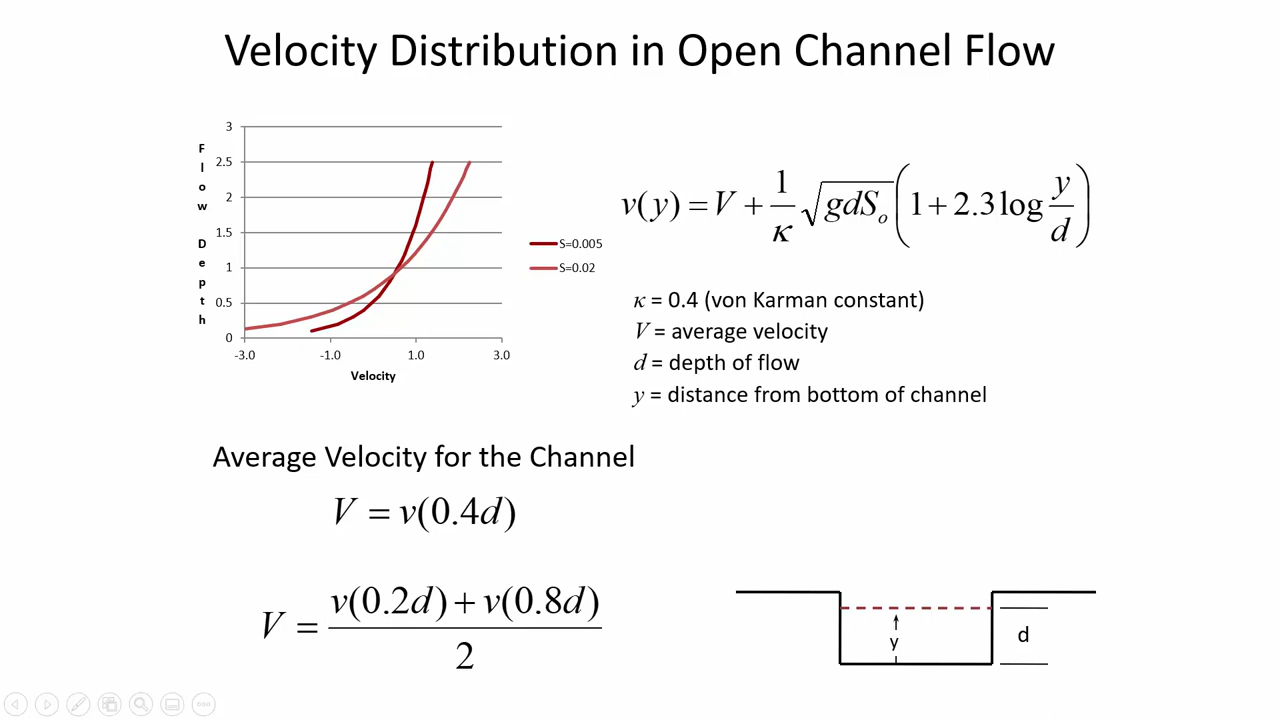 Velocity Distribution in Open Channel Flow
Flow Depth
3
2.5
2
1.5
1
0.5
0
-3.0 -1.0 1.0 3.0
Velocity
S=0.005
S=0.02
v(y) = V + 1/κ √gdSₒ (1 + 2.3 log y/d)
κ = 0.4 (von Karman constant)
V = average velocity
d = depth of flow
y = distance from bottom of channel
Average Velocity for the Channel
V = v(0.4d)
V = v(0.2d) + v(0.8d) / 2
y
d